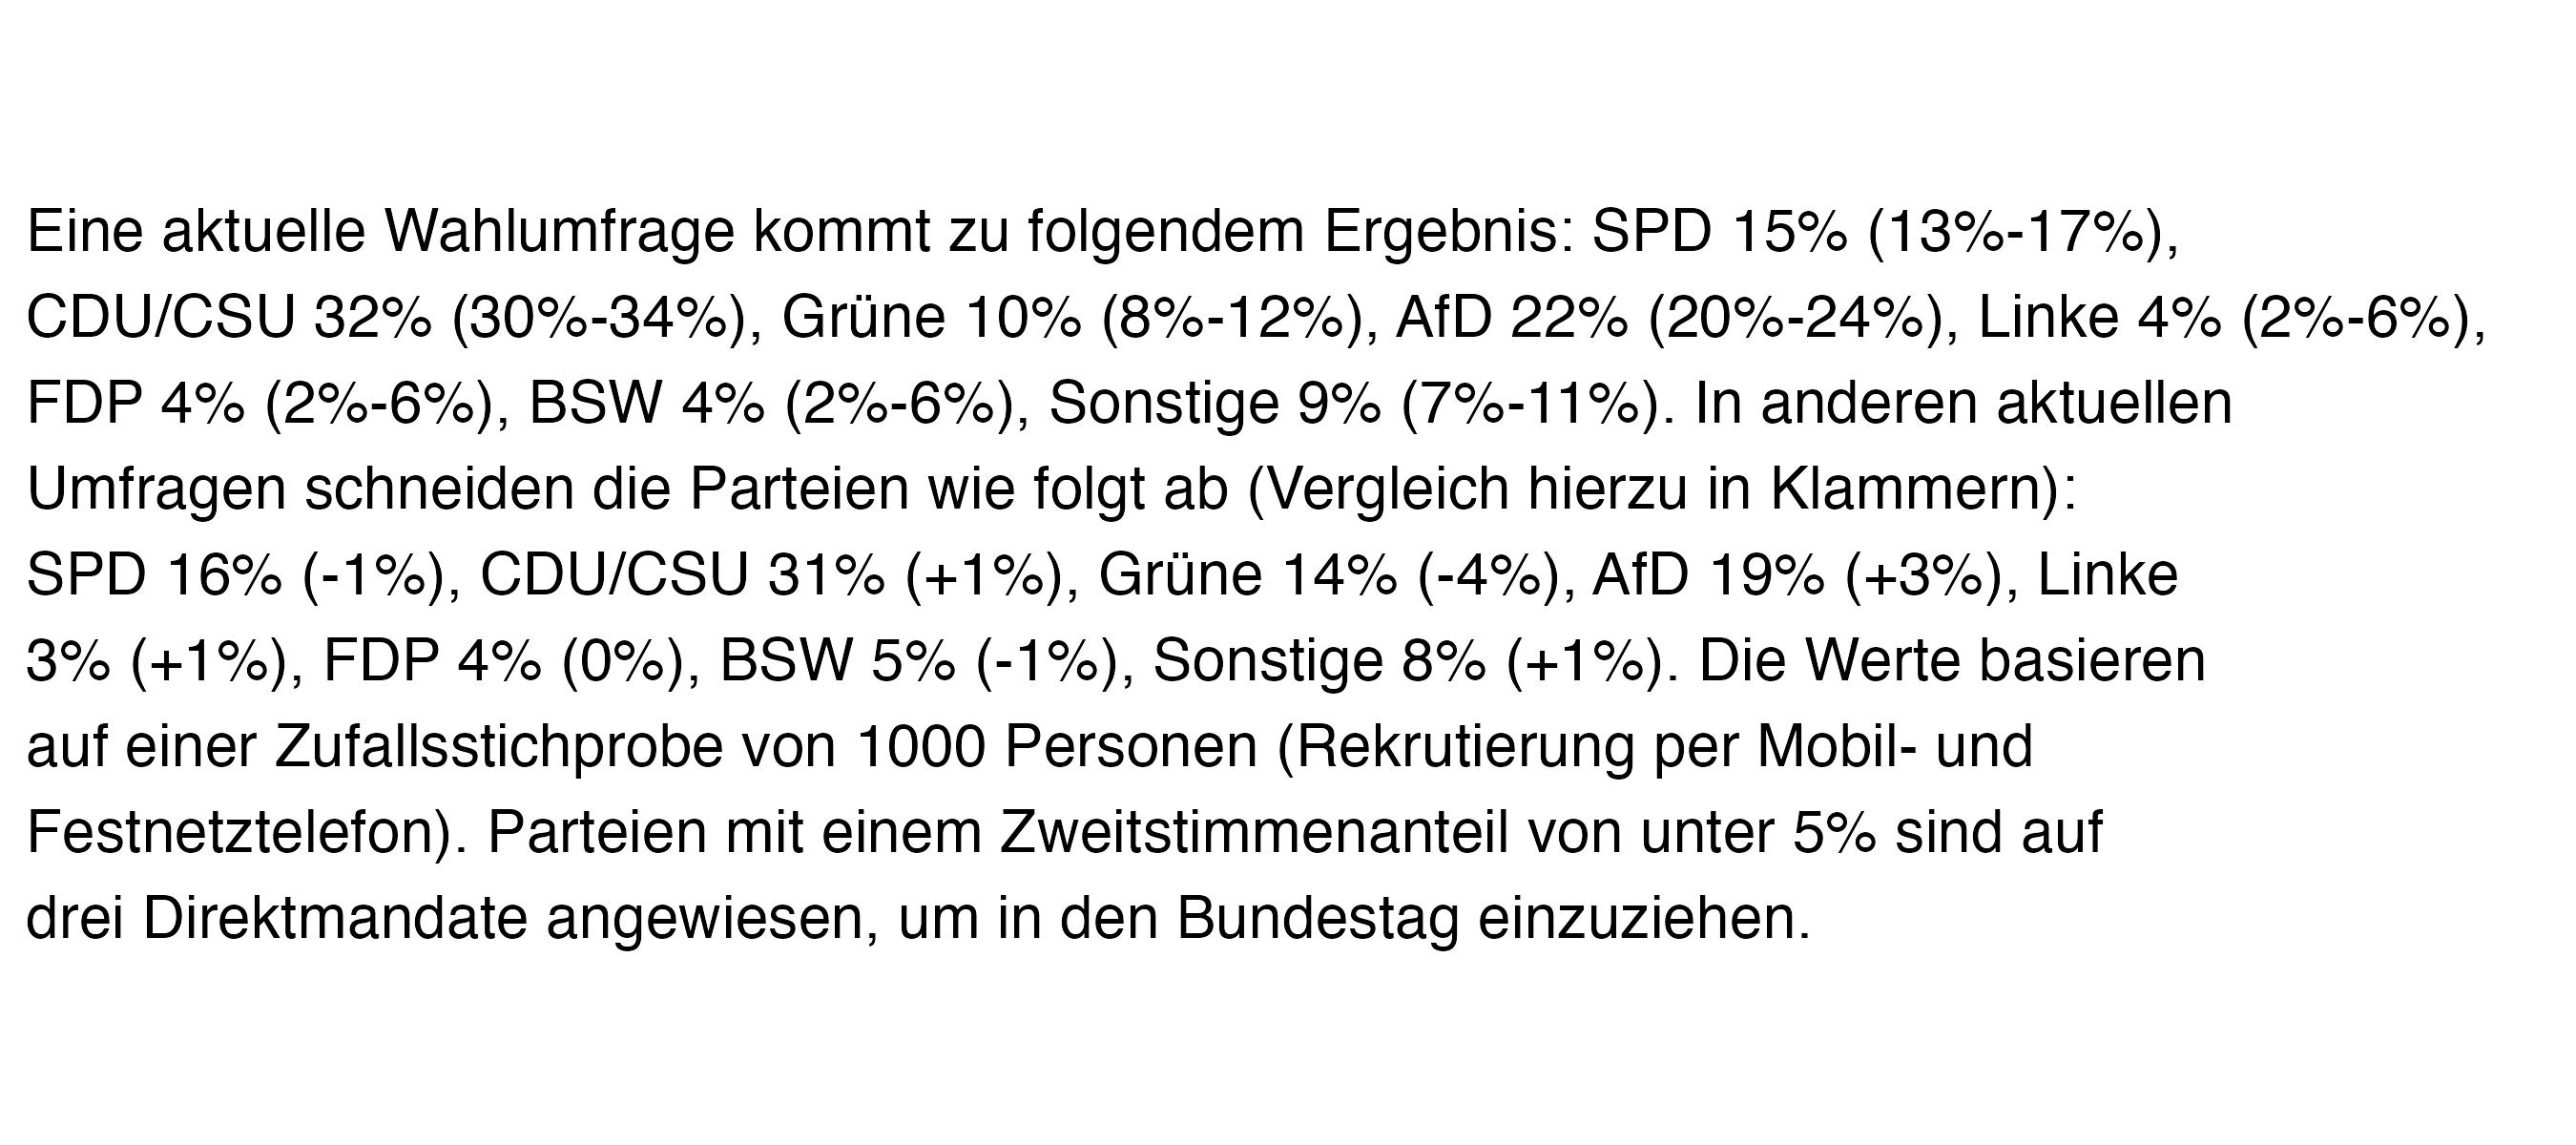 Eine aktuelle Wahlumfrage kommt zu folgendem Ergebnis: SPD 15% (13%-17%),
CDU/CSU 32% (30%-34%), Grüne 10% (8%-12%), AfD 22% (20%-24%), Linke 4% (2%-6%),
FDP 4% (2%-6%), BSW 4% (2%-6%), Sonstige 9% (7%-11%). In anderen aktuellen
Umfragen schneiden die Parteien wie folgt ab (Vergleich hierzu in Klammern):
SPD 16% (-1%), CDU/CSU 31% (+1%), Grüne 14% (-4%), AfD 19% (+3%), Linke
3% (+1%), FDP 4% (0%), BSW 5% (-1%), Sonstige 8% (+1%). Die Werte basieren
auf einer Zufallsstichprobe von 1000 Personen (Rekrutierung per Mobil- und
Festnetztelefon). Parteien mit einem Zweitstimmenanteil von unter 5% sind auf
drei Direktmandate angewiesen, um in den Bundestag einzuziehen.